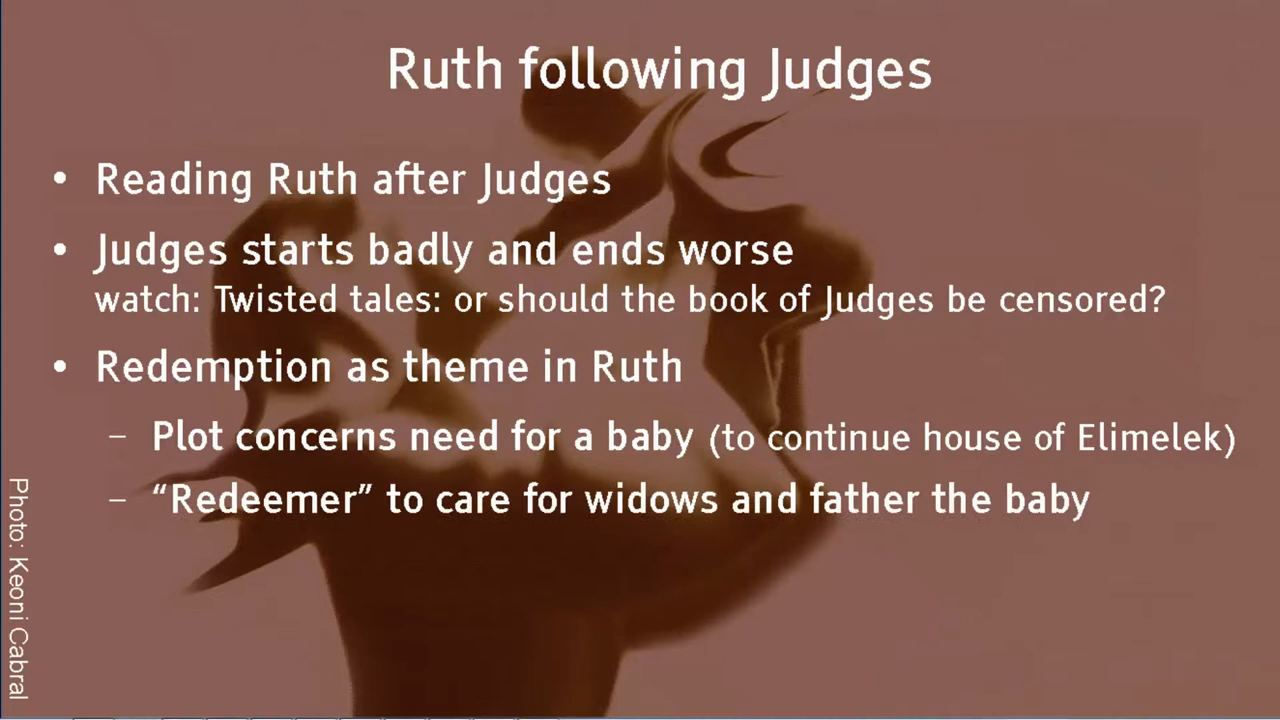 Ruth following Judges
• Reading Ruth after Judges
• Judges starts badly and ends worse
watch: Twisted tales: or should the book of Judges be censored?
• Redemption as theme in Ruth
– Plot concerns need for a baby (to continue house of Elimelek)
– “Redeemer” to care for widows and father the baby
Photo: Keoni Cabral